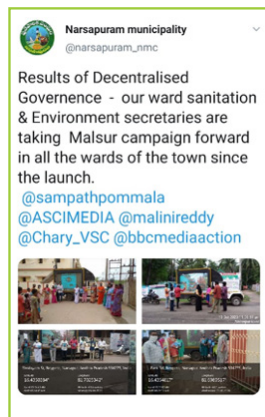 Narsapuram municipality
@narsapuram_nmc
Results of Decentralised
Governence - our ward sanitation
& Environment secretaries are
taking Malsur campaign forward
in all the wards of the town since
the launch.
@sampathpommala
@ASCIMEDIA @malinireddy
@Chary_VSC @bbcmediaaction